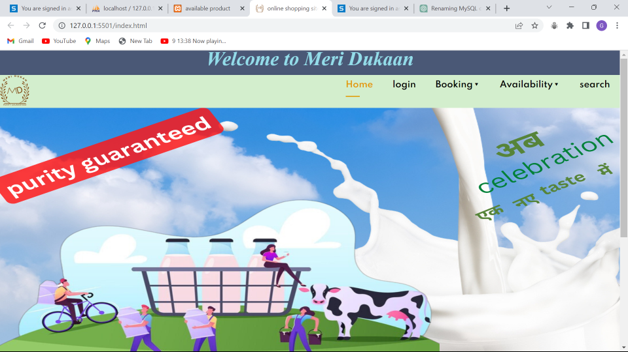 You are signed in a
localhost / 127.0.0.
available product
online shopping so
You are signed in a
Renaming MySQL
127.0.0.1:5501/index.html
G
Gmail
YouTube
Maps
New Tab
9 13:38 Now playin...
Welcome to Meri Dukaan
MD
Home
login
Booking
Availability
search
purity guaranteed
अब
celebration
एक नए taste में